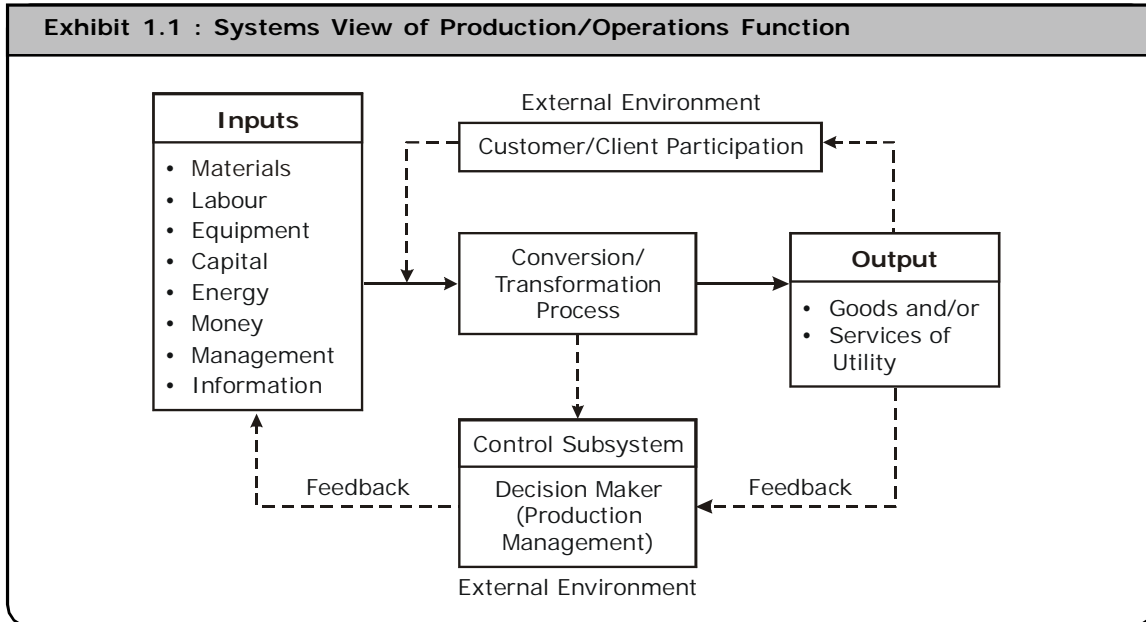 Exhibit 1.1 : Systems View of Production/Operations Function
Inputs
• Materials
• Labour
• Equipment
• Capital
• Energy
• Money
• Management
• Information
External Environment
Customer/Client Participation
Conversion/
Transformation
Process
Output
• Goods and/or
• Services of
Utility
Control Subsystem
Decision Maker
(Production
Management)
Feedback
Feedback
External Environment